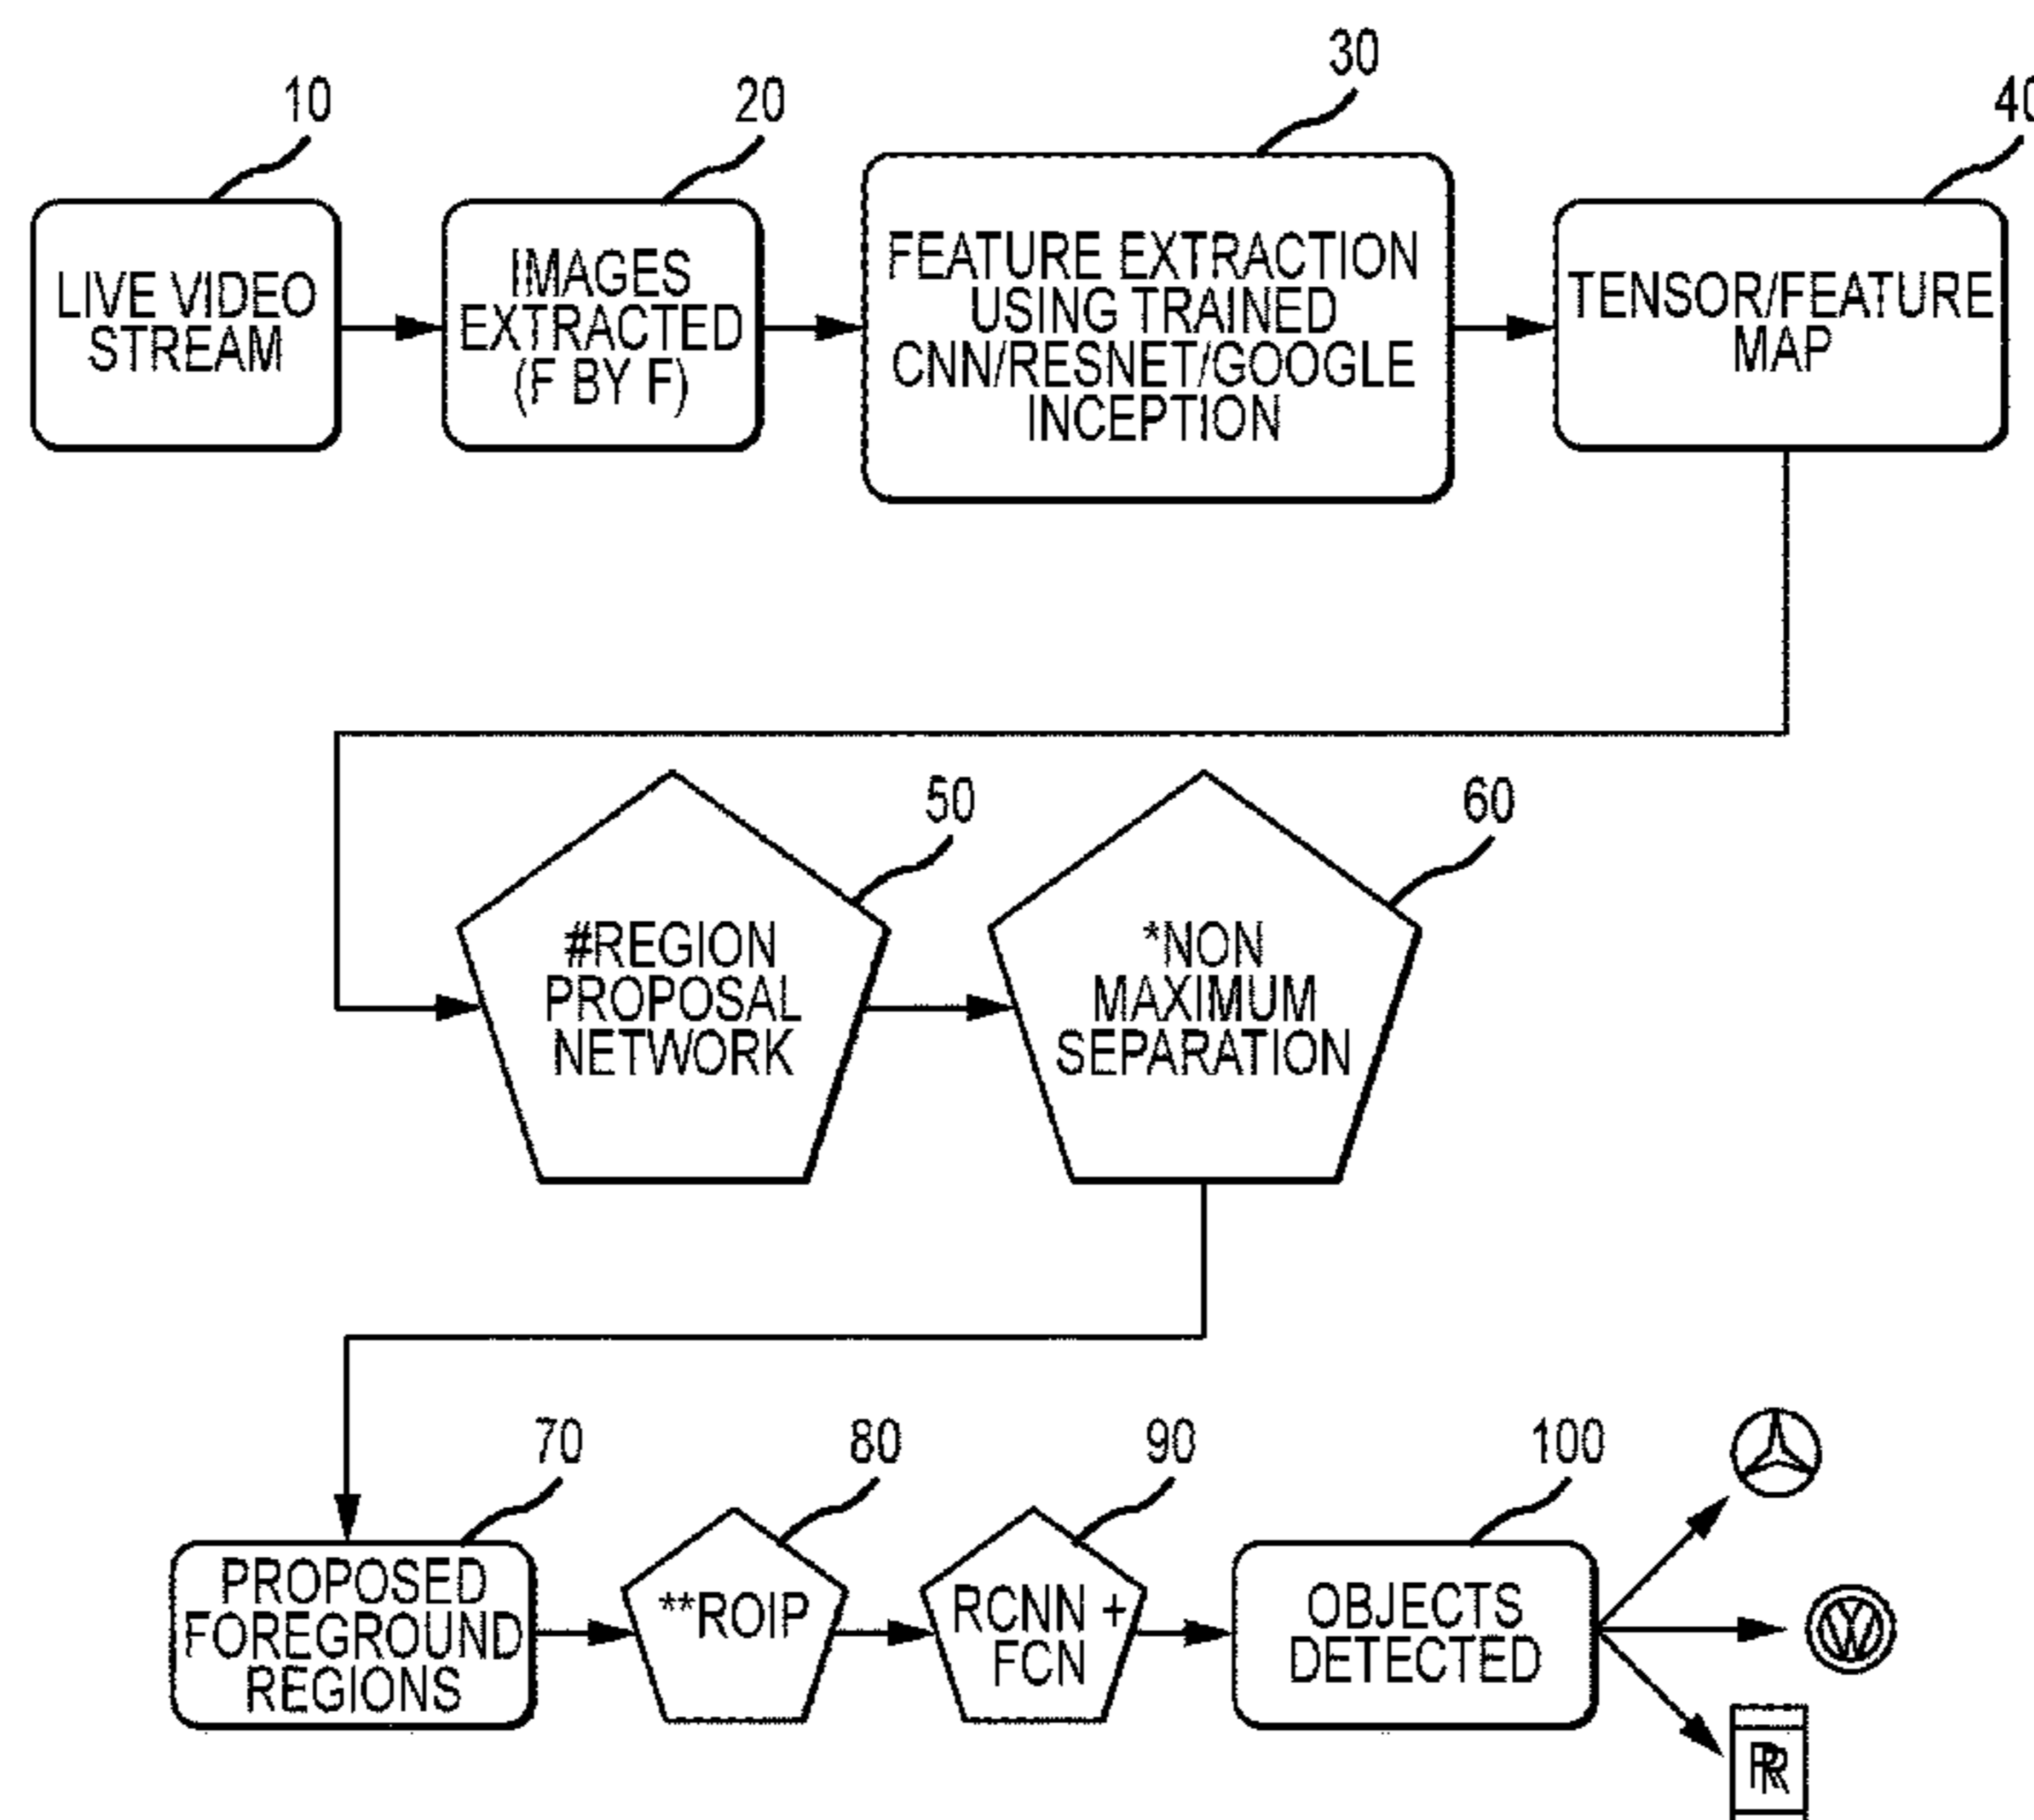 10
20
30
40
LIVE VIDEO
STREAM
IMAGES
EXTRACTED
(F BY F)
FEATURE EXTRACTION
USING TRAINED
CNN/RESNET/GOOGLE
INCEPTION
TENSOR/FEATURE
MAP
50
60
#REGION
PROPOSAL
NETWORK
*NON
MAXIMUM
SEPARATION
70
80
90
100
PROPOSED
FOREGROUND
REGIONS
**ROIP
RCNN +
FCN
OBJECTS
DETECTED
VW
RR